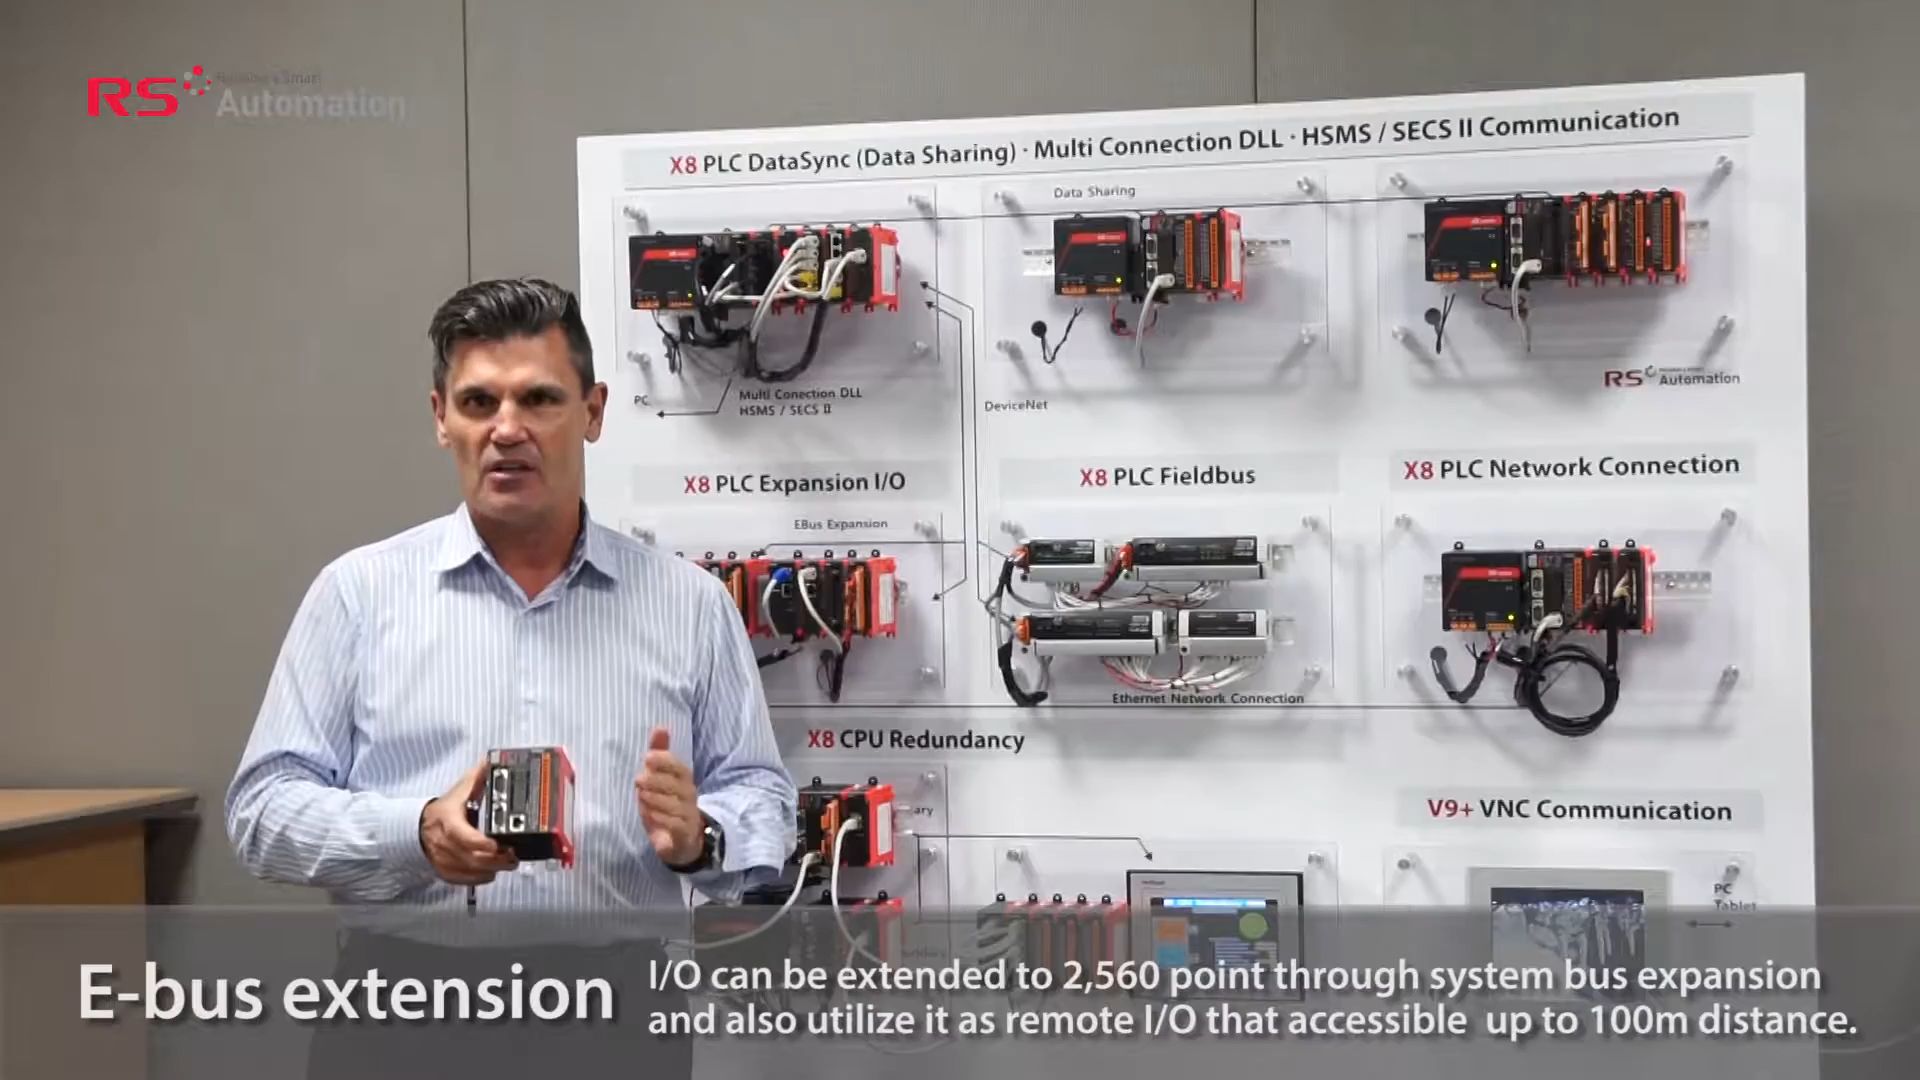 RS Automation
X8 PLC DataSync (Data Sharing) · Multi Connection DLL · HSMS / SECS II Communication
Data Sharing
PC
Multi Conection DLL
HSMS / SECS II
DeviceNet
RS Automation
X8 PLC Expansion I/O
X8 PLC Fieldbus
X8 PLC Network Connection
EBus Expansion
Ethernet Network Connection
X8 CPU Redundancy
V9+ VNC Communication
PC
Tablet
E-bus extension
I/O can be extended to 2,560 point through system bus expansion
and also utilize it as remote I/O that accessible up to 100m distance.